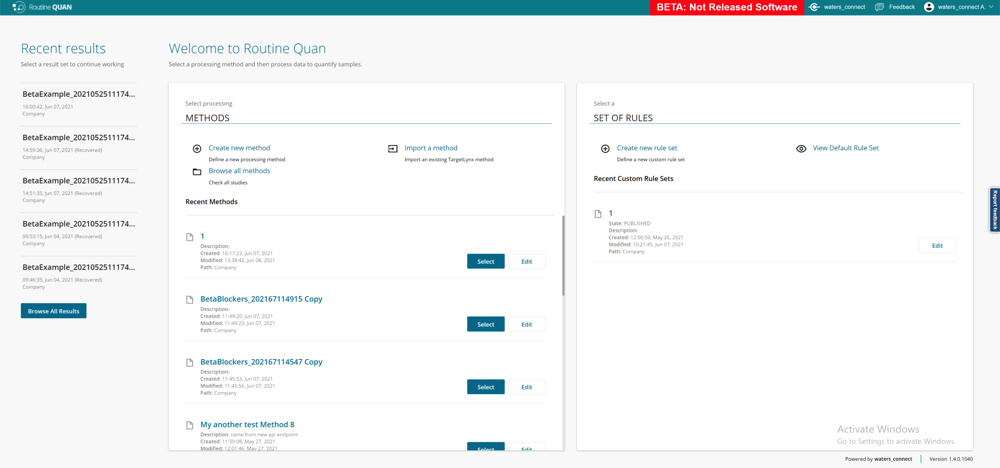 Routine QUAN
BETA: Not Released Software
waters_connect
Feedback
waters_connect A.
Recent results
Select a result set to continue working
BetaExample_2021052511174...
16:00:42, Jun 07, 2021
Company
BetaExample_2021052511174...
14:59:36, Jun 07, 2021 (Recovered)
Company
BetaExample_2021052511174...
14:51:35, Jun 07, 2021 (Recovered)
Company
BetaExample_2021052511174...
09:53:15, Jun 04, 2021 (Recovered)
Company
BetaExample_2021052511174...
09:46:35, Jun 04, 2021 (Recovered)
Company
Browse All Results
Welcome to Routine Quan
Select a processing method and then process data to quantify samples.
Select processing
METHODS
Create new method
Define a new processing method
Import a method
Import an existing TargetLynx method
Browse all methods
Check all studies
Recent Methods
1
Description:
Created: 16:17:23, Jun 07, 2021
Modified: 13:38:42, Jun 08, 2021
Path: Company
Select
Edit
BetaBlockers_202167114915 Copy
Description:
Created: 11:49:20, Jun 07, 2021
Modified: 11:49:23, Jun 07, 2021
Path: Company
Select
Edit
BetaBlockers_202167114547 Copy
Description:
Created: 11:45:53, Jun 07, 2021
Modified: 11:45:56, Jun 07, 2021
Path: Company
Select
Edit
My another test Method 8
Description: came from new api endpoint
Created: 11:59:08, May 27, 2021
Modified: 12:01:46, May 27, 2021
Select
Edit
Select a
SET OF RULES
Create new rule set
Define a new custom rule set
View Default Rule Set
Recent Custom Rule Sets
1
State: PUBLISHED
Description:
Created: 12:00:50, May 26, 2021
Modified: 10:21:45, Jun 07, 2021
Path: Company
Edit
Report feedback
Activate Windows
Go to Settings to activate Windows.
Powered by waters_connect
Version 1.4.0.1040